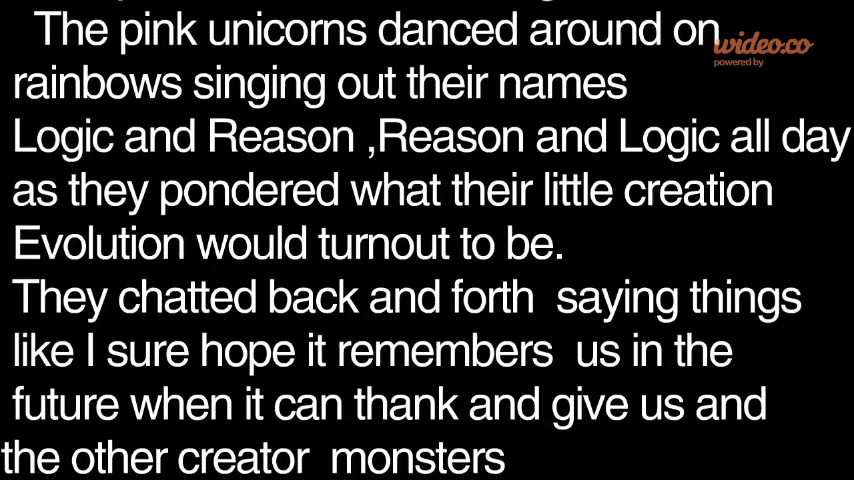 The pink unicorns danced around on
wideo.co
powered by
rainbows singing out their names
Logic and Reason ,Reason and Logic all day
as they pondered what their little creation
Evolution would turnout to be.
They chatted back and forth saying things
like I sure hope it remembers us in the
future when it can thank and give us and
the other creator monsters